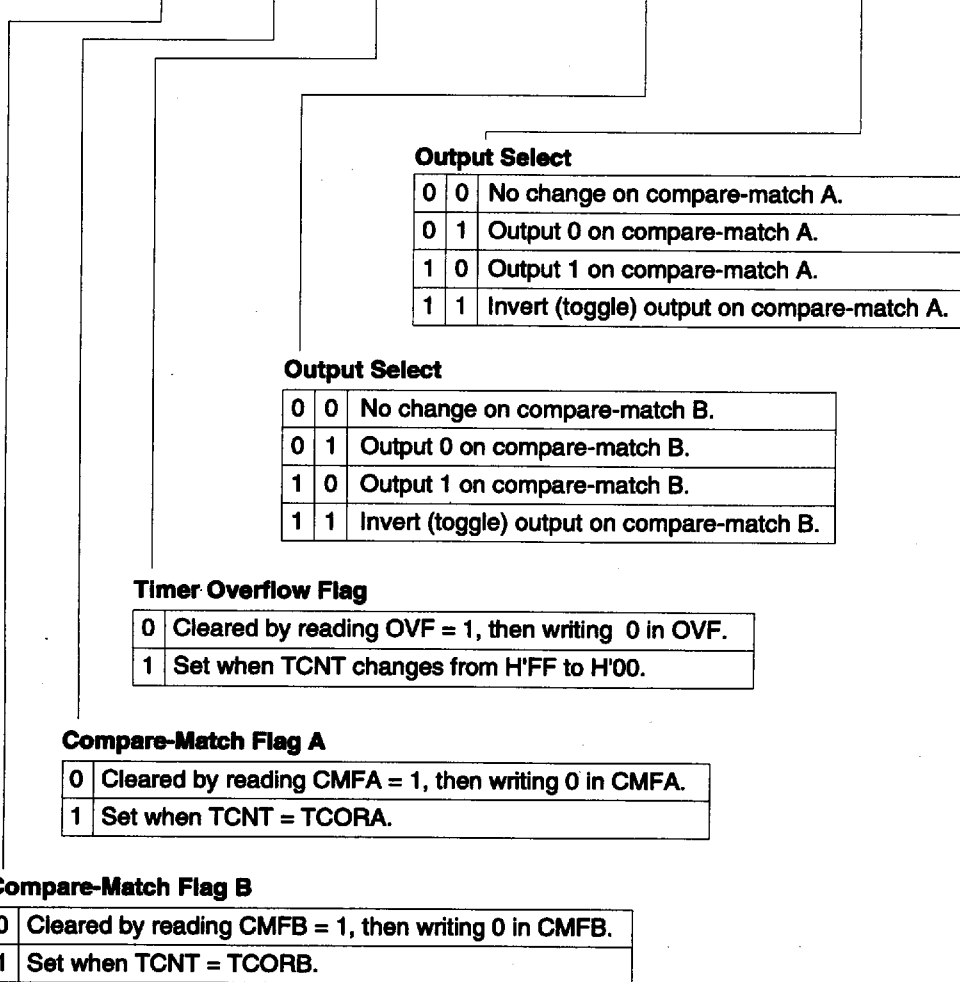 Output Select
0 0 No change on compare-match A.
0 1 Output 0 on compare-match A.
1 0 Output 1 on compare-match A.
1 1 Invert (toggle) output on compare-match A.
Output Select
0 0 No change on compare-match B.
0 1 Output 0 on compare-match B.
1 0 Output 1 on compare-match B.
1 1 Invert (toggle) output on compare-match B.
Timer Overflow Flag
0 Cleared by reading OVF = 1, then writing 0 in OVF.
1 Set when TCNT changes from H'FF to H'00.
Compare-Match Flag A
0 Cleared by reading CMFA = 1, then writing 0 in CMFA.
1 Set when TCNT = TCORA.
Compare-Match Flag B
0 Cleared by reading CMFB = 1, then writing 0 in CMFB.
1 Set when TCNT = TCORB.